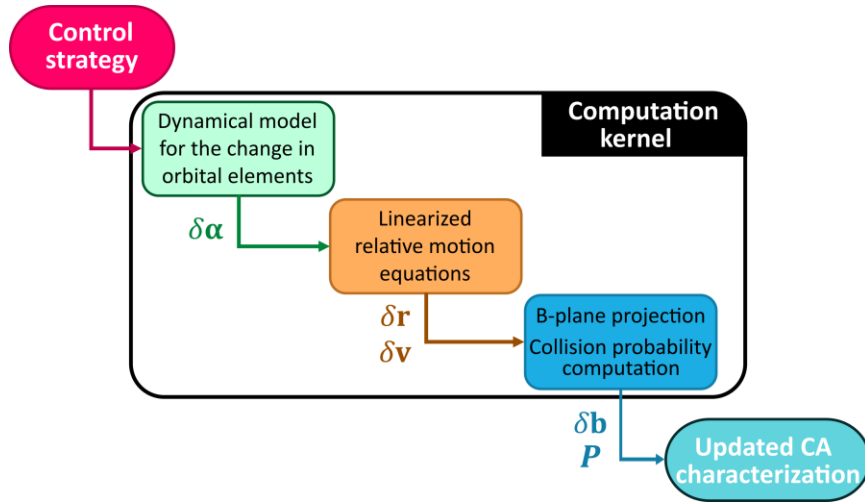 Control
strategy
Computation
kernel
Dynamical model
for the change in
orbital elements
δα
Linearized
relative motion
equations
δr
δv
B-plane projection
Collision probability
computation
δb
P
Updated CA
characterization